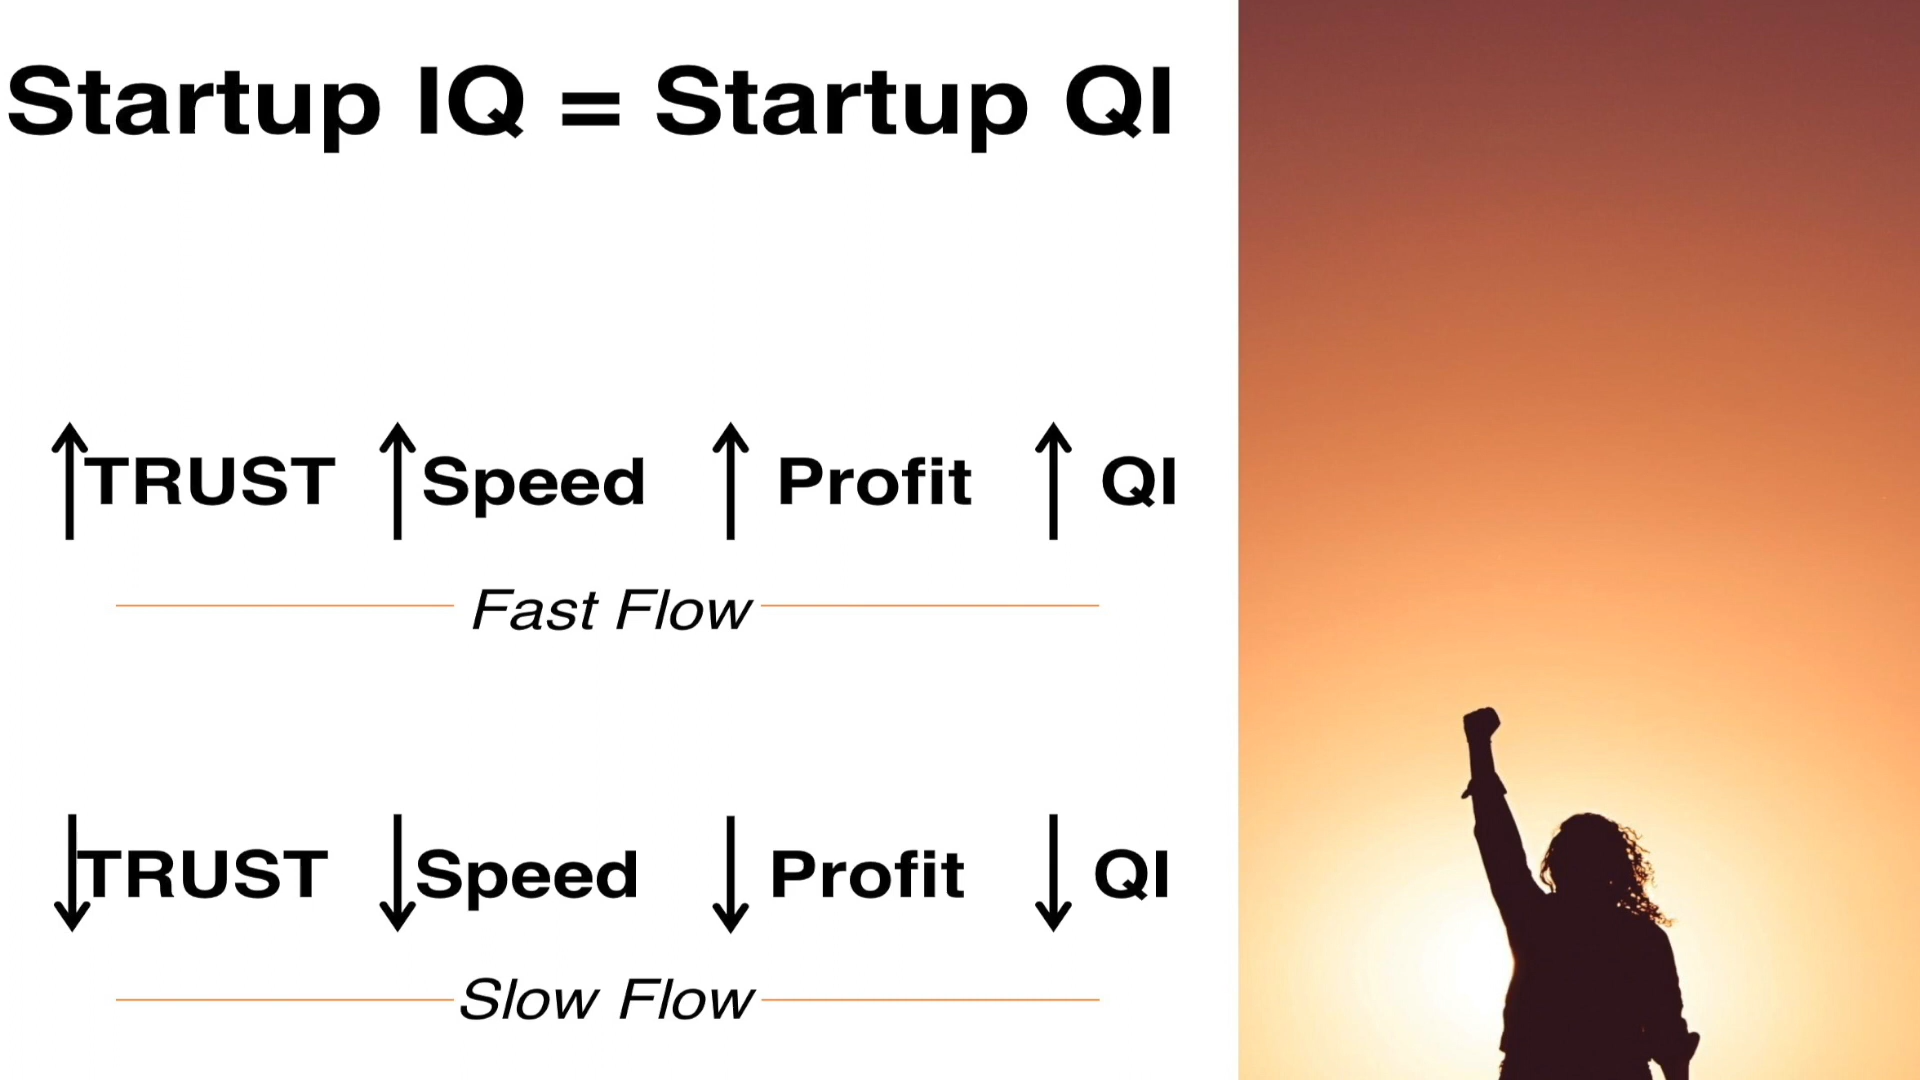 Startup IQ = Startup QI
↑TRUST ↑Speed ↑ Profit ↑ QI
Fast Flow
↓TRUST ↓Speed ↓ Profit ↓ QI
Slow Flow